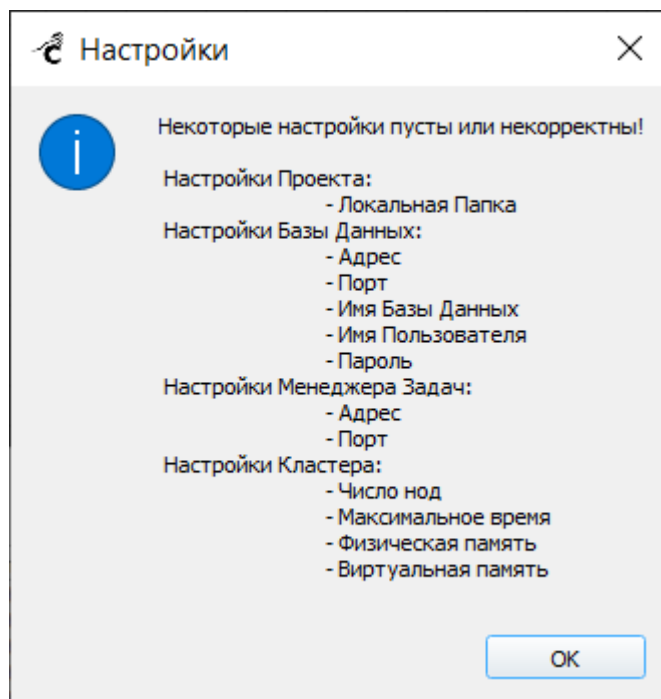 Настройки
Некоторые настройки пусты или некорректны!
Настройки Проекта:
- Локальная Папка
Настройки Базы Данных:
- Адрес
- Порт
- Имя Базы Данных
- Имя Пользователя
- Пароль
Настройки Менеджера Задач:
- Адрес
- Порт
Настройки Кластера:
- Число нод
- Максимальное время
- Физическая память
- Виртуальная память
OK